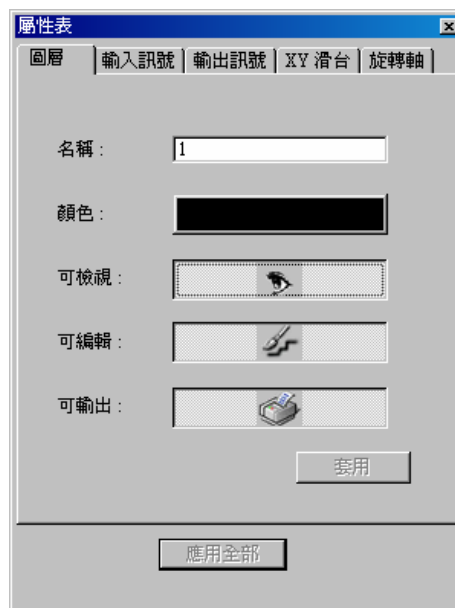 屬性表
圖層 輸入訊號 輸出訊號 XY 滑台 旋轉軸
名稱： 1
顏色：
可檢視：
可編輯：
可輸出：
套用
應用全部